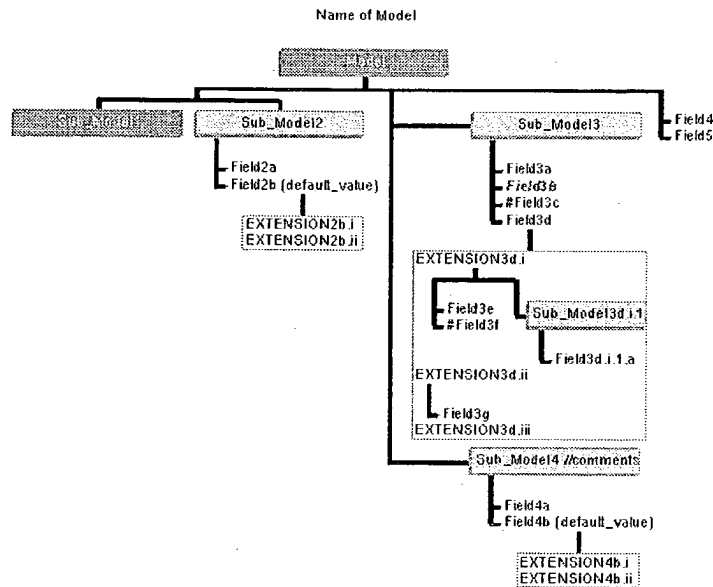 Name of Model
Model
Sub_Model2
Sub_Model3
Field4
Field5
Field2a
Field2b (default_value)
EXTENSION2b.i
EXTENSION2b.ii
Field3a
Field3b
#Field3c
Field3d
EXTENSION3d.i
Field3e
#Field3f
Sub_Model3d.i.1
Field3d.i.1.a
EXTENSION3d.ii
Field3g
EXTENSION3d.iii
Sub_Model4 //comments
Field4a
Field4b (default_value)
EXTENSION4b.i
EXTENSION4b.ii